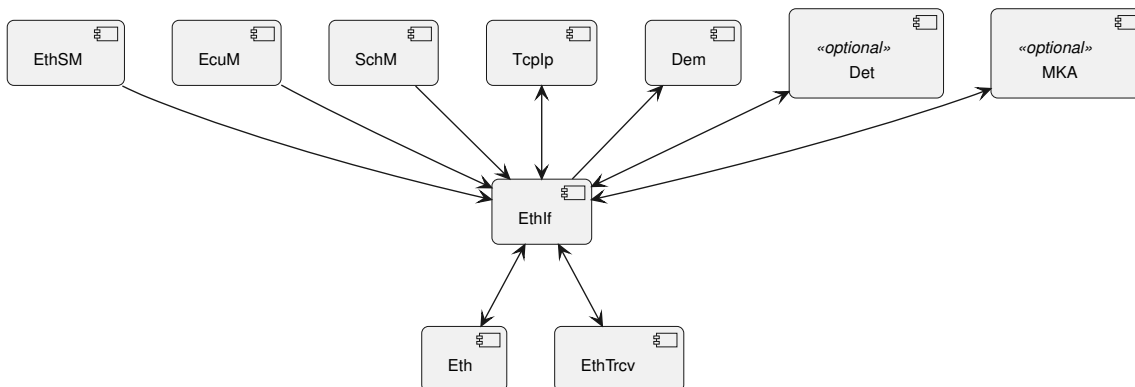 EthSM
EcuM
SchM
TcpIp
Dem
«optional»
Det
«optional»
MKA
EthIf
Eth
EthTrcv